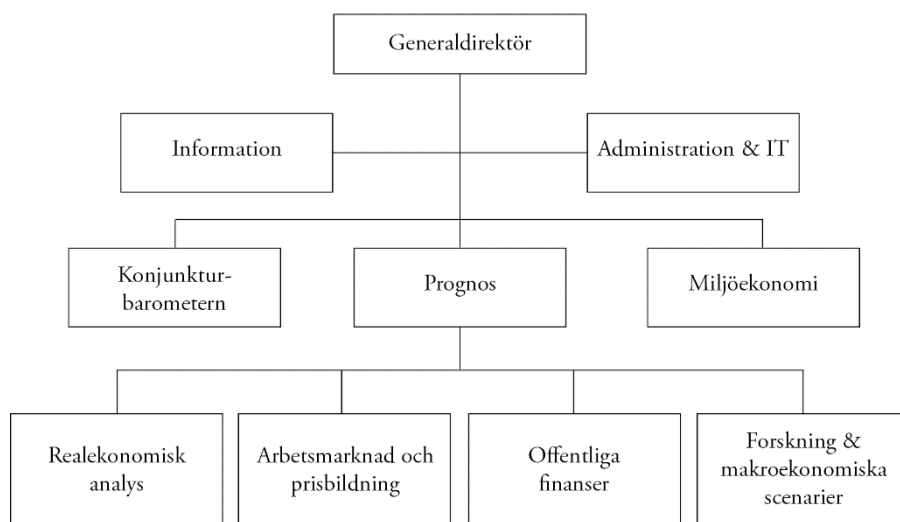 Generaldirektör
Information
Administration & IT
Konjunktur-
barometern
Prognos
Miljöekonomi
Realekonomisk
analys
Arbetsmarknad och
prisbildning
Offentliga
finanser
Forskning &
makroekonomiska
scenarier